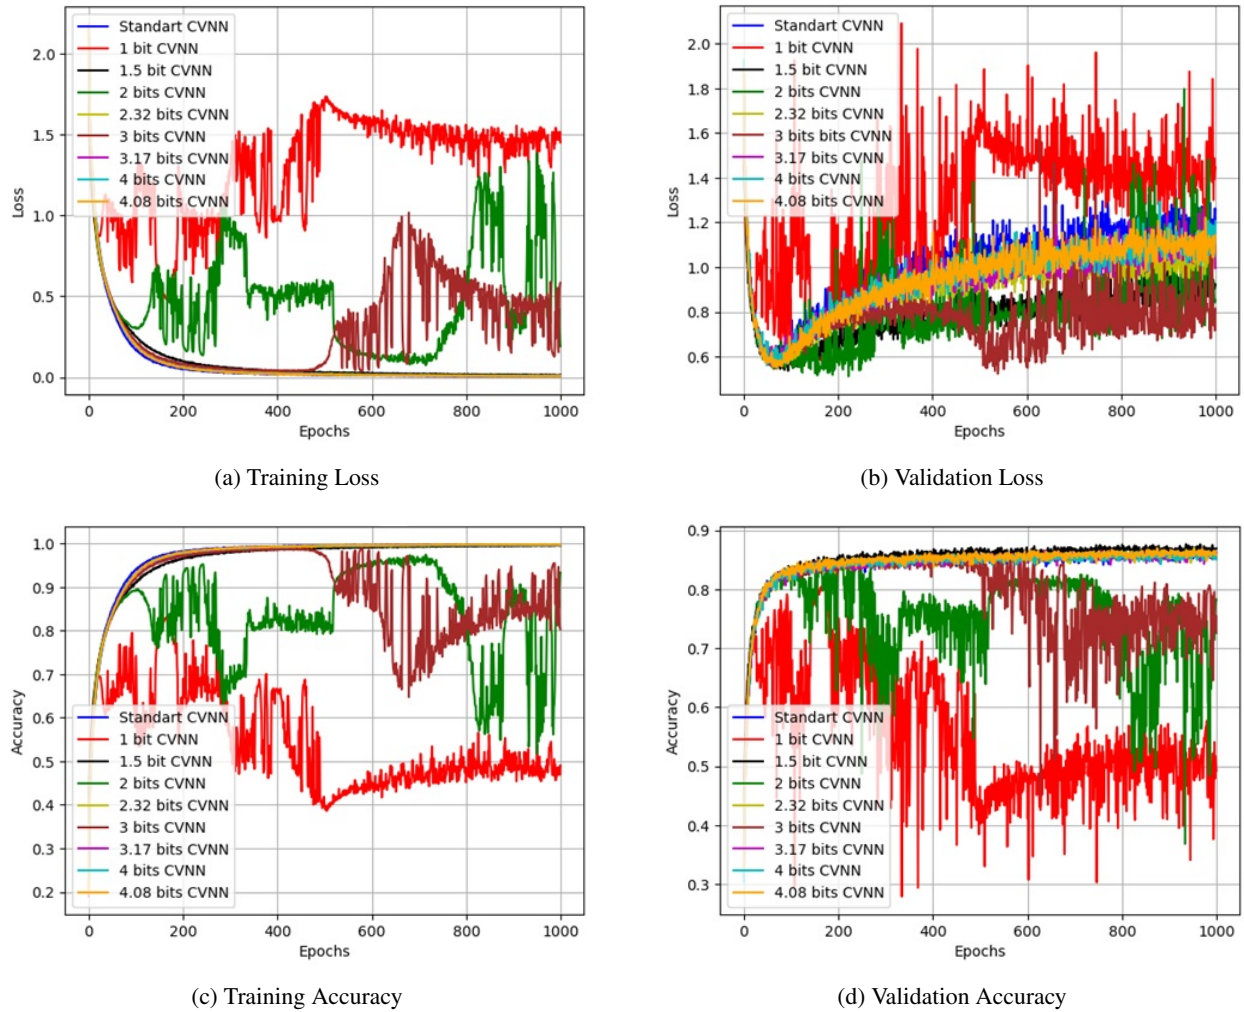 Standart CVNN
1 bit CVNN
1.5 bit CVNN
2 bits CVNN
2.32 bits CVNN
3 bits CVNN
3.17 bits CVNN
4 bits CVNN
4.08 bits CVNN
2.0
1.5
1.0
0.5
0.0
Loss
0 200 400 600 800 1000
Epochs
(a) Training Loss
Standart CVNN
1 bit CVNN
1.5 bit CVNN
2 bits CVNN
2.32 bits CVNN
3 bits bits CVNN
3.17 bits CVNN
4 bits CVNN
4.08 bits CVNN
2.0
1.8
1.6
1.4
1.2
1.0
0.8
0.6
Loss
0 200 400 600 800 1000
Epochs
(b) Validation Loss
1.0
0.9
0.8
0.7
0.6
0.5
0.4
0.3
0.2
Accuracy
Standart CVNN
1 bit CVNN
1.5 bit CVNN
2 bits CVNN
2.32 bits CVNN
3 bits CVNN
3.17 bits CVNN
4 bits CVNN
4.08 bits CVNN
0 200 400 600 800 1000
Epochs
(c) Training Accuracy
0.9
0.8
0.7
0.6
0.5
0.4
0.3
Accuracy
Standart CVNN
1 bit CVNN
1.5 bit CVNN
2 bits CVNN
2.32 bits CVNN
3 bits CVNN
3.17 bits CVNN
4 bits CVNN
4.08 bits CVNN
0 200 400 600 800 1000
Epochs
(d) Validation Accuracy